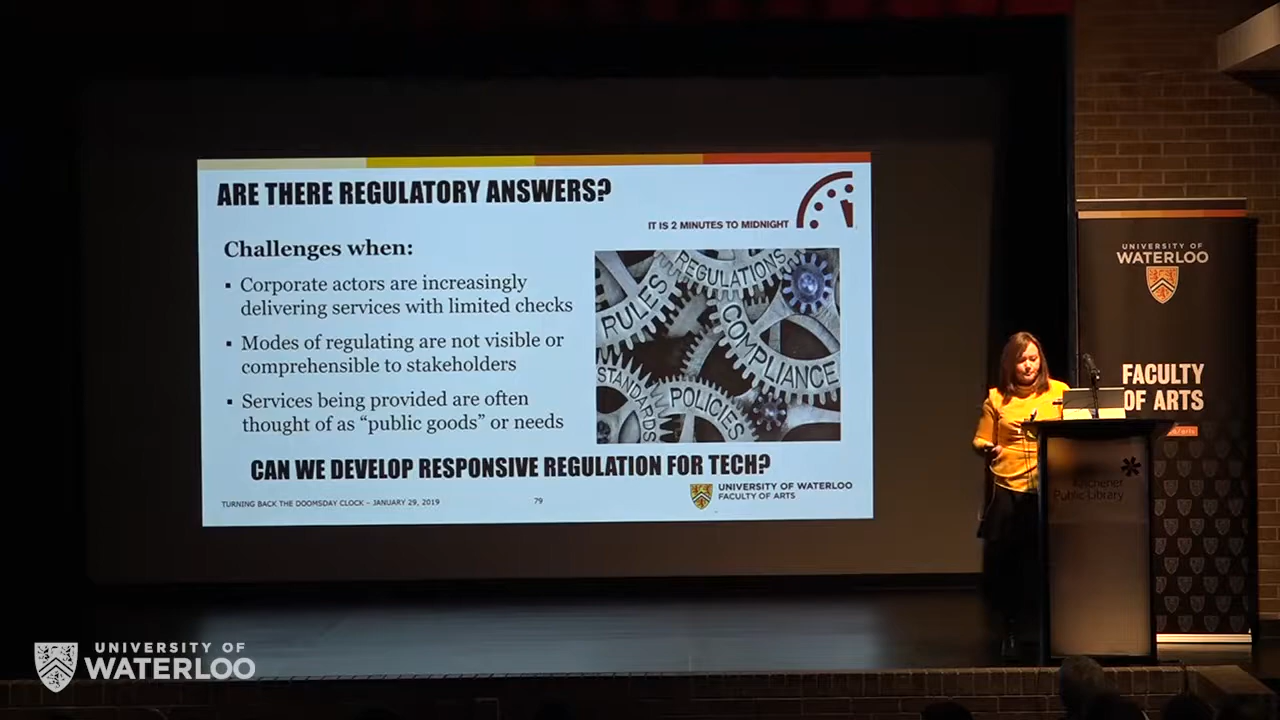 ARE THERE REGULATORY ANSWERS?
IT IS 2 MINUTES TO MIDNIGHT
Challenges when:
▪ Corporate actors are increasingly
delivering services with limited checks
▪ Modes of regulating are not visible or
comprehensible to stakeholders
▪ Services being provided are often
thought of as “public goods” or needs
REGULATIONS
RULES
COMPLIANCE
STANDARDS
POLICIES
CAN WE DEVELOP RESPONSIVE REGULATION FOR TECH?
TURNING BACK THE DOOMSDAY CLOCK – JANUARY 29, 2019
79
UNIVERSITY OF WATERLOO
FACULTY OF ARTS
UNIVERSITY OF
WATERLOO
FACULTY
OF ARTS
Kitchener
Public Library
UNIVERSITY OF
WATERLOO